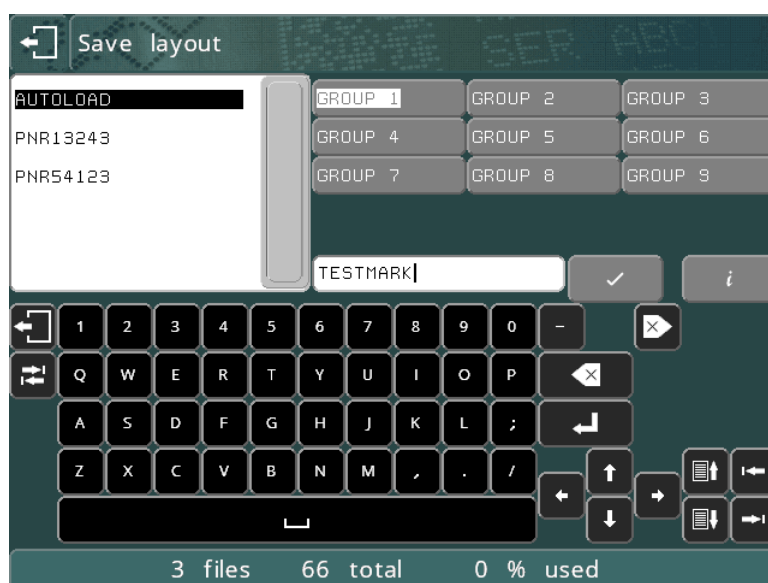 Save layout
AUTOLOAD
PNR13243
PNR54123
GROUP 1 GROUP 2 GROUP 3
GROUP 4 GROUP 5 GROUP 6
GROUP 7 GROUP 8 GROUP 9
TESTMARK
i
1 2 3 4 5 6 7 8 9 0 -
Q W E R T Y U I O P
A S D F G H J K L ;
Z X C V B N M , . /
3 files 66 total 0 % used